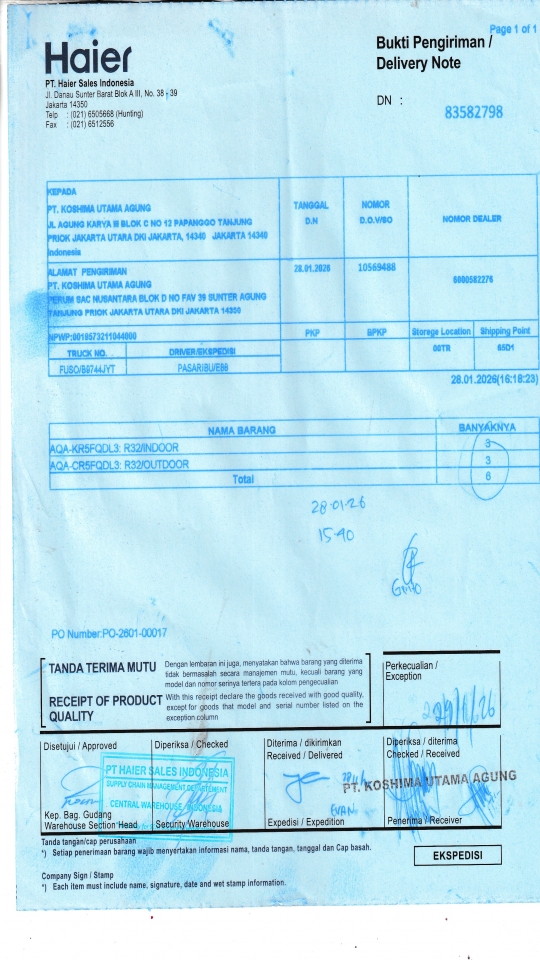 Page 1 of 1
Haier
Bukti Pengiriman /
Delivery Note
PT. Haier Sales Indonesia
Jl. Danau Sunter Barat Blok A III, No. 38 - 39
Jakarta 14350
Telp : (021) 6505668 (Hunting)
Fax : (021) 6512556
DN : 83582798
KEPADA
PT. KOSHIMA UTAMA AGUNG
JL AGUNG KARYA III BLOK C NO 12 PAPANGGO TANJUNG
PRIOK JAKARTA UTARA DKI JAKARTA, 14340 JAKARTA 14340
Indonesia
TANGGAL
D.N
NOMOR
D.O.V/SO
NOMOR DEALER
ALAMAT PENGIRIMAN
PT. KOSHIMA UTAMA AGUNG
PERUM SAC NUSANTARA BLOK D NO FAV 39 SUNTER AGUNG
TANJUNG PRIOK JAKARTA UTARA DKI JAKARTA
28.01.2026
10569488
NPWP:0018573211044000
PKP
BPKP
Storege Location
Shipping Point
TRUCK NO.
DRIVER/EKSPEDISI
00TR
65D1
FUSO/B9744JYT
PASARIBU/EBB
28.01.2026(16:18:23)
NAMA BARANG
BANYAKNYA
AQA-KR5FQDL3: R32/INDOOR
3
AQA-CR5FQDL3: R32/OUTDOOR
3
Total
6
28-01-26
15-40
PO Number:PO-2601-00017
TANDA TERIMA MUTU
Dengan lembaran ini juga, menyatakan bahwa barang yang diterima
tidak bermasalah secara manajemen mutu, kecuali barang yang
model dan nomor serinya tertera pada kolom pengecualian
RECEIPT OF PRODUCT
QUALITY
With this receipt declare the goods received with good quality,
except for goods that model and serial number listed on the
exception column
Perkecualian /
Exception
Disetujui / Approved
Diperiksa / Checked
Diterima / dikirimkan
Received / Delivered
Diperiksa / diterima
Checked / Received
PT HAIER SALES INDONESIA
SUPPLY CHAIN MANAGEMENT DEPARTEMENT
CENTRAL WAREHOUSE INDONESIA
PT. KOSHIMA UTAMA AGUNG
EVAN
Kep. Bag. Gudang
Warehouse Section Head
Security Warehouse
Expedisi / Expedition
Penerima / Receiver
Tanda tangan/cap perusahaan
*) Setiap penerimaan barang wajib menyertakan informasi nama, tanda tangan, tanggal dan Cap basah.
EKSPEDISI
Company Sign / Stamp
*) Each item must include name, signature, date and wet stamp information.